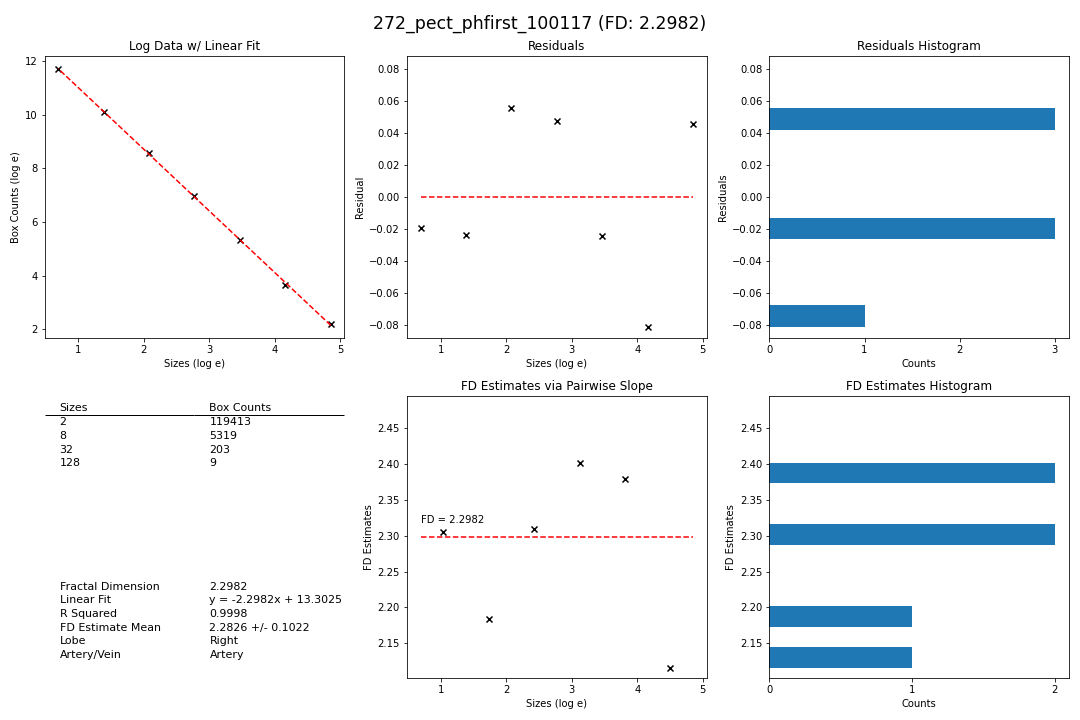 272_pect_phfirst_100117 (FD: 2.2982)
Log Data w/ Linear Fit
12
10
8
6
4
2
Box Counts (log e)
1 2 3 4 5
Sizes (log e)
Residuals
0.08
0.06
0.04
0.02
0.00
−0.02
−0.04
−0.06
−0.08
Residual
1 2 3 4 5
Sizes (log e)
Residuals Histogram
0.08
0.06
0.04
0.02
0.00
−0.02
−0.04
−0.06
−0.08
Residuals
0 1 2 3
Counts
Sizes Box Counts
2 119413
8 5319
32 203
128 9
Fractal Dimension 2.2982
Linear Fit y = -2.2982x + 13.3025
R Squared 0.9998
FD Estimate Mean 2.2826 +/- 0.1022
Lobe Right
Artery/Vein Artery
FD Estimates via Pairwise Slope
2.45
2.40
2.35
2.30
2.25
2.20
2.15
FD Estimates
FD = 2.2982
1 2 3 4 5
Sizes (log e)
FD Estimates Histogram
2.45
2.40
2.35
2.30
2.25
2.20
2.15
FD Estimates
0 1 2
Counts